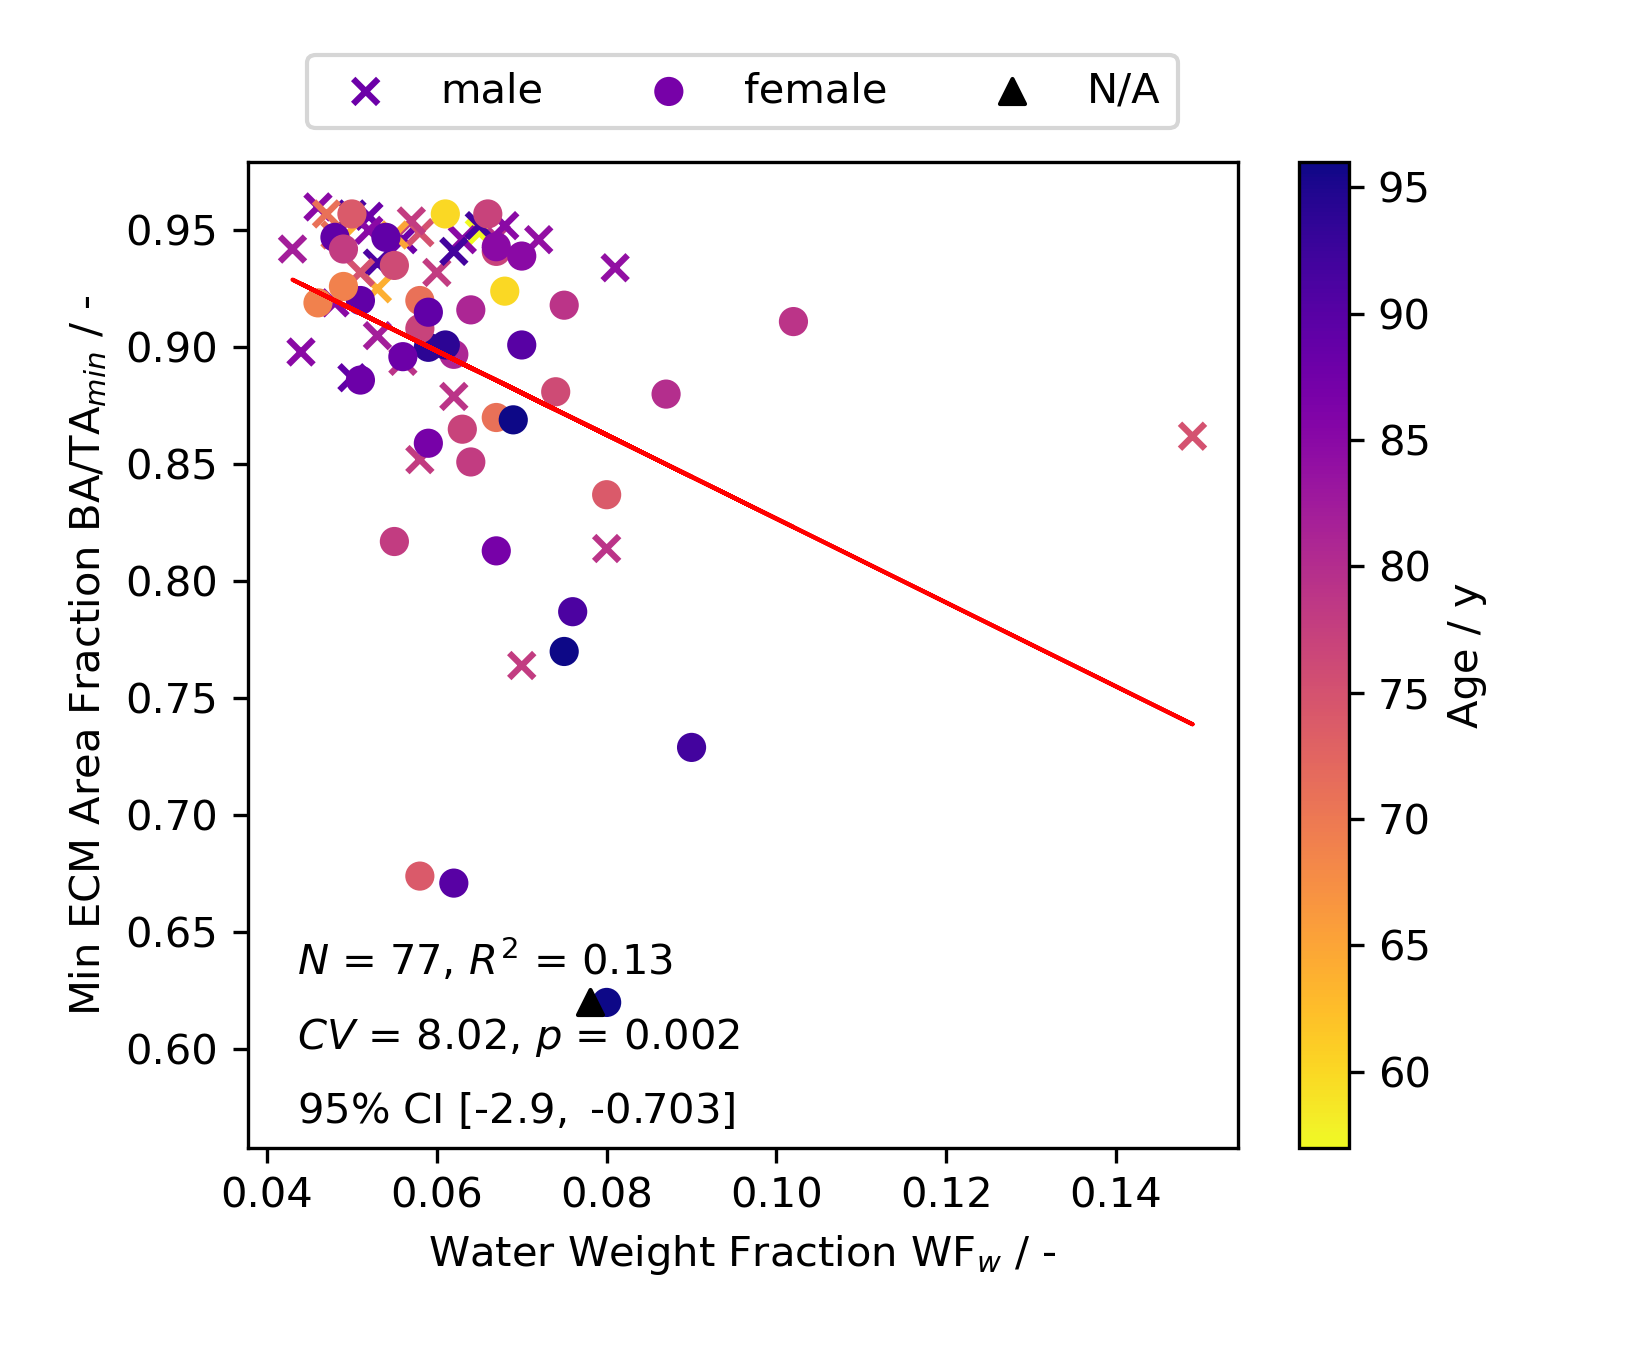 male female N/A
0.95
0.90
0.85
0.80
0.75
0.70
0.65
0.60
Min ECM Area Fraction BA/TA_min / -
N = 77, R² = 0.13
CV = 8.02, p = 0.002
95% CI [-2.9, -0.703]
0.04 0.06 0.08 0.10 0.12 0.14
Water Weight Fraction WF_w / -
95
90
85
80
75
70
65
60
Age / y